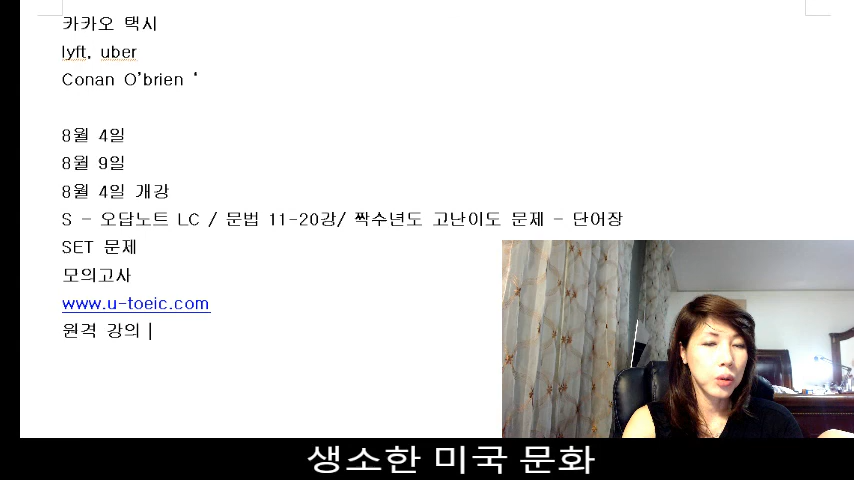 카카오 택시
lyft, uber
Conan O’brien ‘
8월 4일
8월 9일
8월 4일 개강
S – 오답노트 LC / 문법 11-20강/ 짝수년도 고난이도 문제 – 단어장
SET 문제
모의고사
www.u-toeic.com
원격 강의
생소한 미국 문화